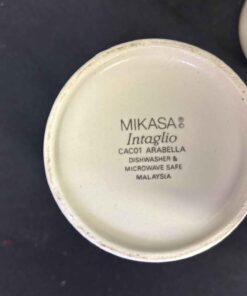 MIKASA®©
Intaglio
CAC01 ARABELLA
DISHWASHER &
MICROWAVE SAFE
MALAYSIA